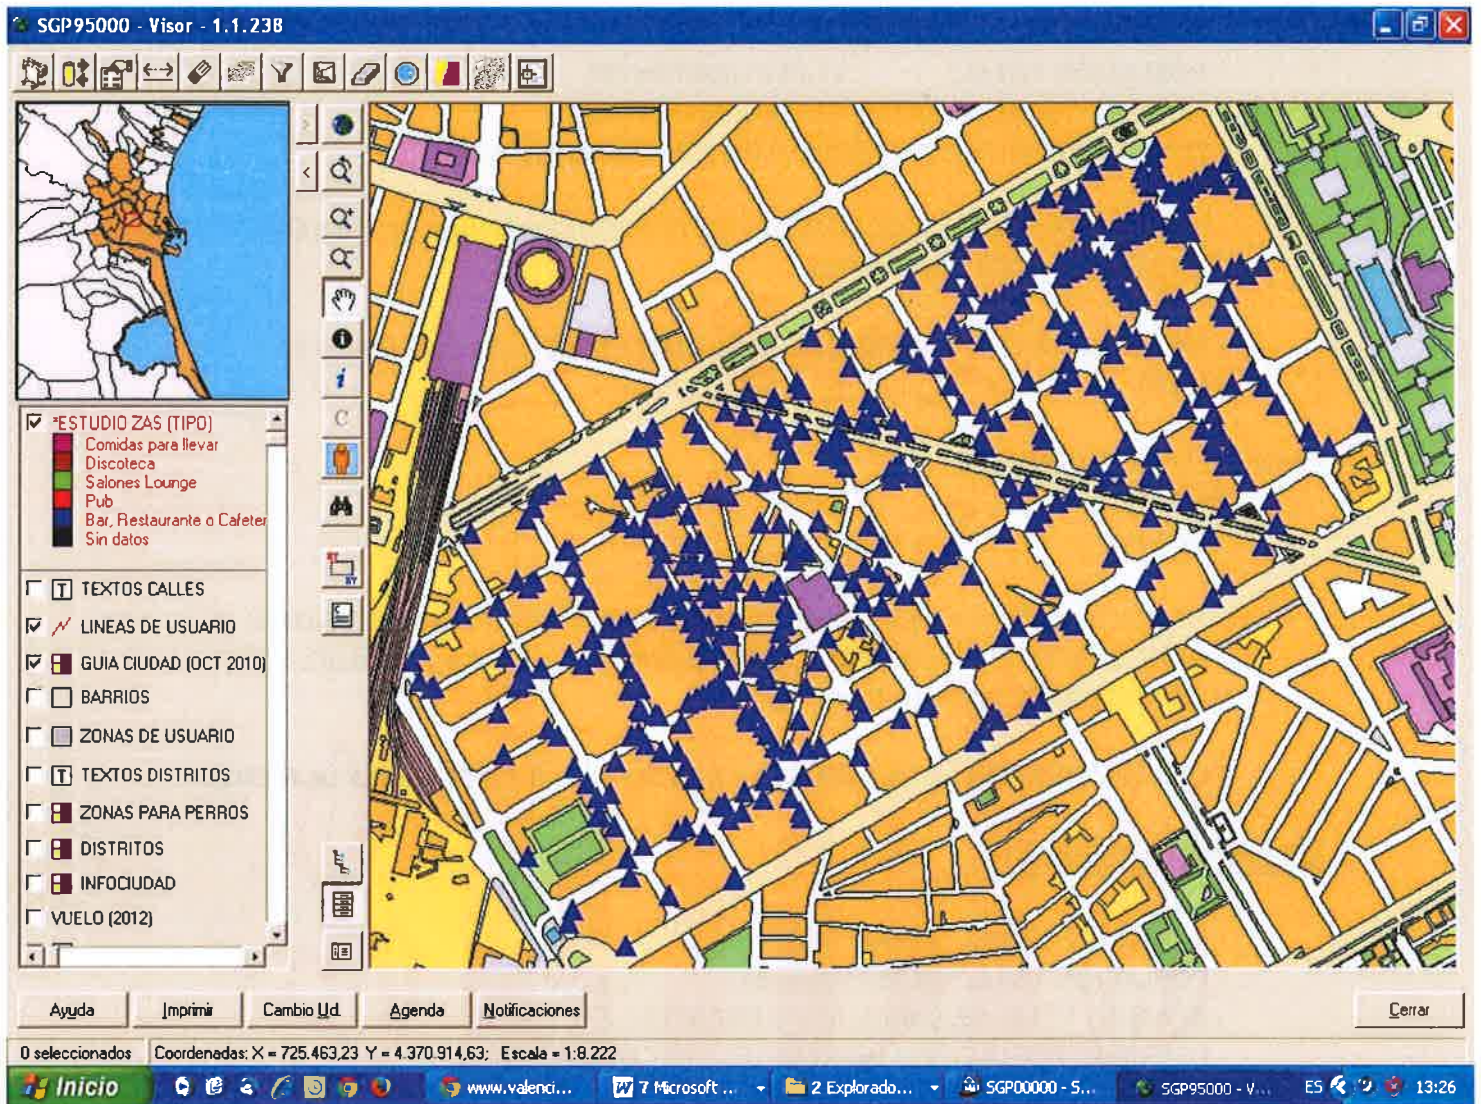 SGP95000 - Visor - 1.1.238
*ESTUDIO ZAS (TIPO)
Comidas para llevar
Discoteca
Salones Lounge
Pub
Bar, Restaurante o Cafeter
Sin datos
T TEXTOS CALLES
LINEAS DE USUARIO
GUIA CIUDAD (OCT 2010)
BARRIOS
ZONAS DE USUARIO
T TEXTOS DISTRITOS
ZONAS PARA PERROS
DISTRITOS
INFOCIUDAD
VUELO (2012)
Ayuda Imprimir Cambio Ud. Agenda Notificaciones Cerrar
0 seleccionados Coordenadas: X = 725.463,23 Y = 4.370.914,63; Escala = 1:8.222
Inicio www.valenci... 7 Microsoft ... 2 Explorado... SGP00000 - S... SGP95000 - V... ES 13:26